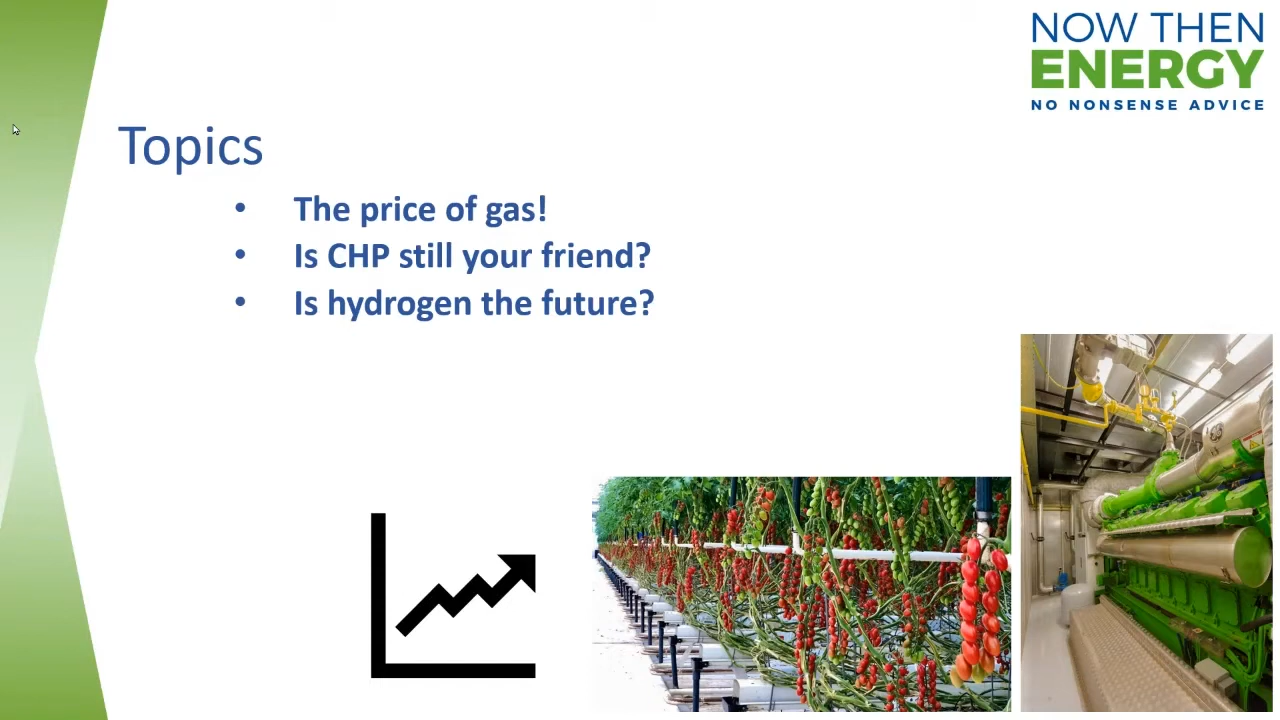 NOW THEN
ENERGY
NO NONSENSE ADVICE
Topics
• The price of gas!
• Is CHP still your friend?
• Is hydrogen the future?